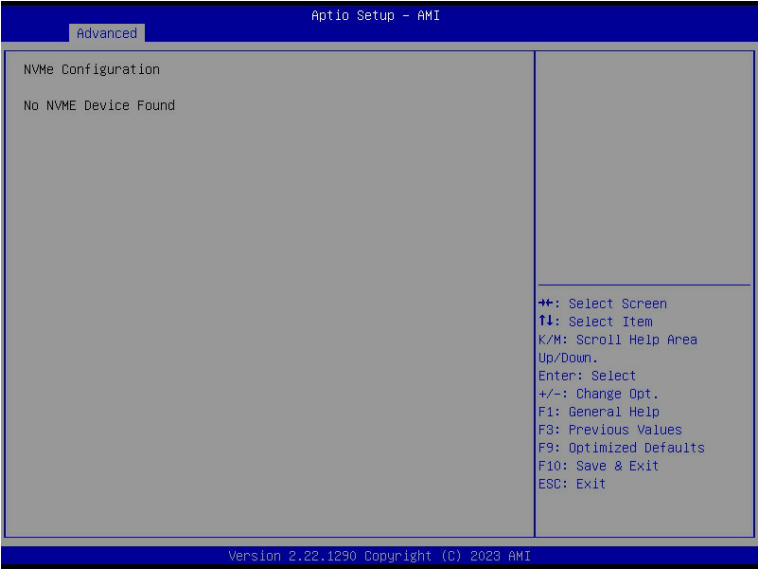 Aptio Setup – AMI
Advanced
NVMe Configuration
No NVME Device Found
→←: Select Screen
↑↓: Select Item
K/M: Scroll Help Area
Up/Down.
Enter: Select
+/-: Change Opt.
F1: General Help
F3: Previous Values
F9: Optimized Defaults
F10: Save & Exit
ESC: Exit
Version 2.22.1290 Copyright (C) 2023 AMI